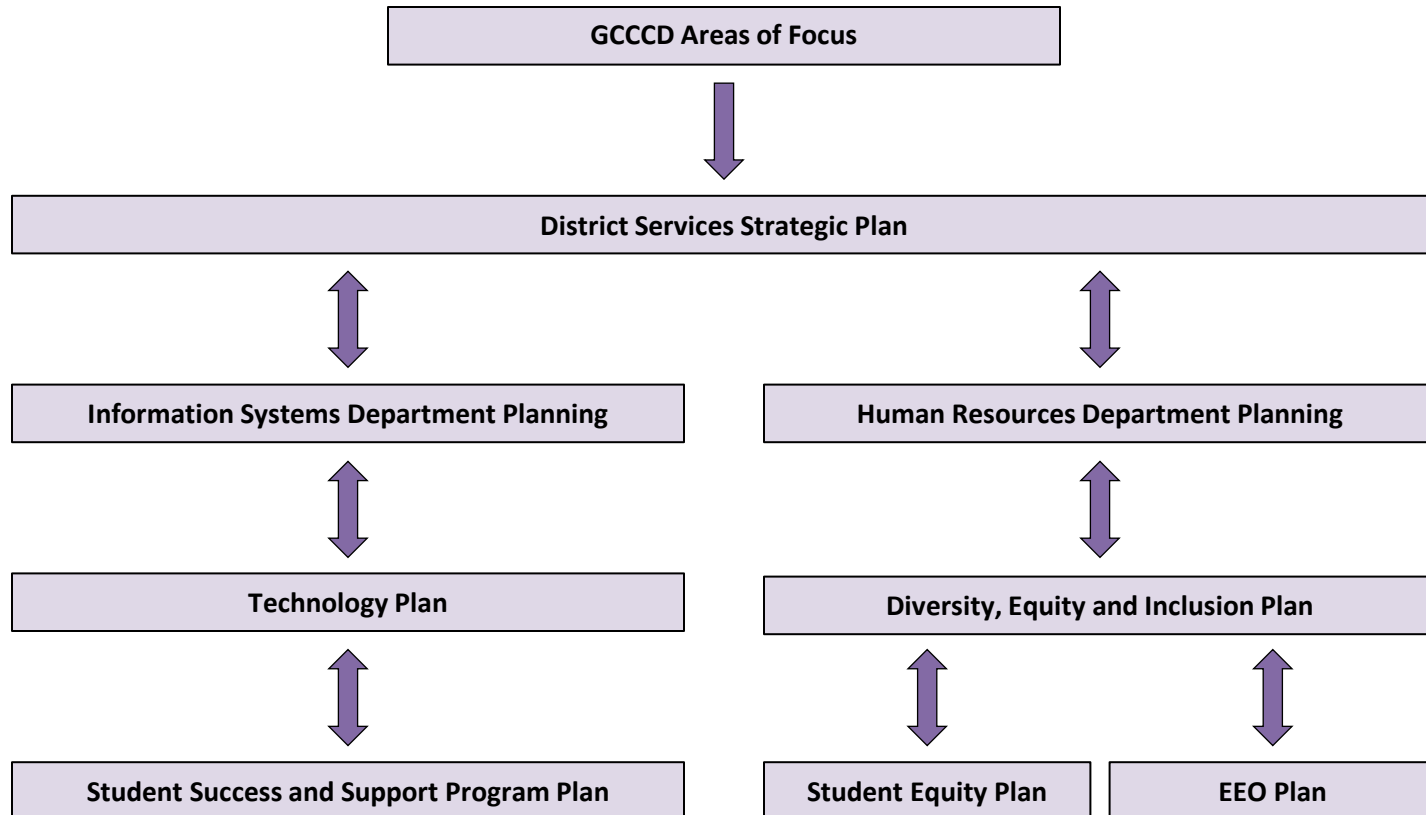 GCCCD Areas of Focus
District Services Strategic Plan
Information Systems Department Planning
Human Resources Department Planning
Technology Plan
Diversity, Equity and Inclusion Plan
Student Success and Support Program Plan
Student Equity Plan
EEO Plan